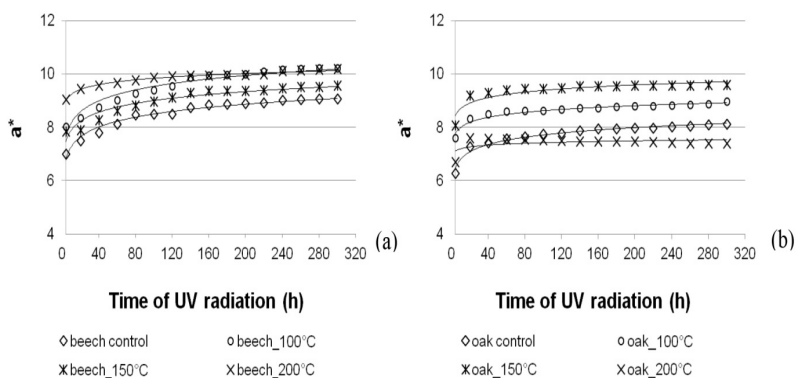 12
10
8
6
4
a*
0 40 80 120 160 200 240 280 320
Time of UV radiation (h)
(a)
beech control beech_100°C
beech_150°C beech_200°C
12
10
8
6
4
a*
0 40 80 120 160 200 240 280 320
Time of UV radiation (h)
(b)
oak control oak_100°C
oak_150°C oak_200°C